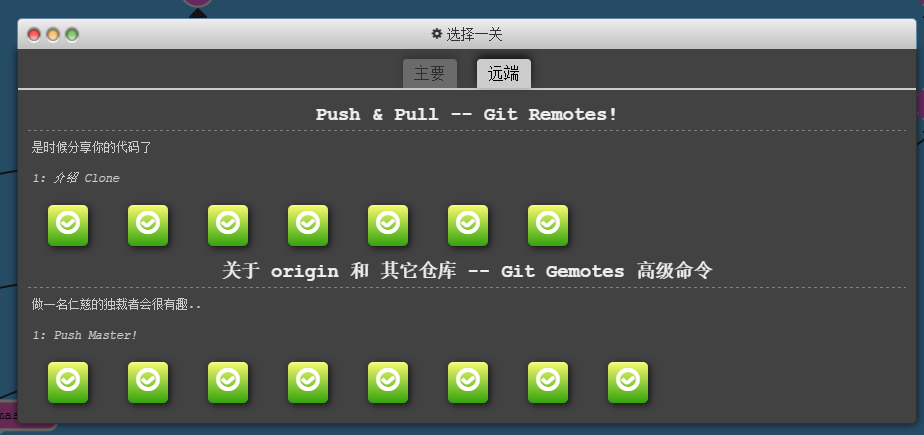 选择一关
主要 远端
Push & Pull -- Git Remotes!
是时候分享你的代码了
1: 介绍 Clone
关于 origin 和 其它仓库 -- Git Gemotes 高级命令
做一名仁慈的独裁者会很有趣..
1: Push Master!